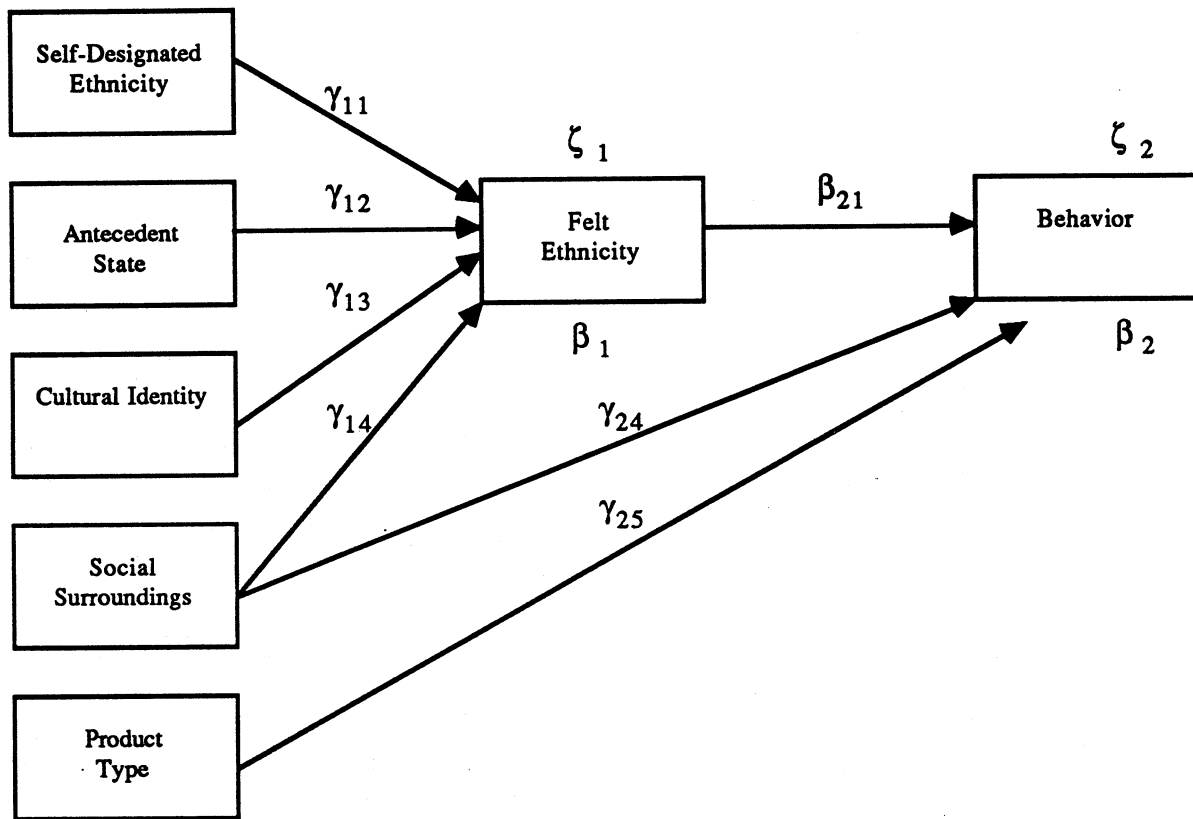 Self-Designated
Ethnicity
γ11
ζ 1
ζ 2
Antecedent
State
γ12
Felt
Ethnicity
β21
Behavior
γ13
β 1
β 2
Cultural Identity
γ14
γ24
γ25
Social
Surroundings
Product
Type